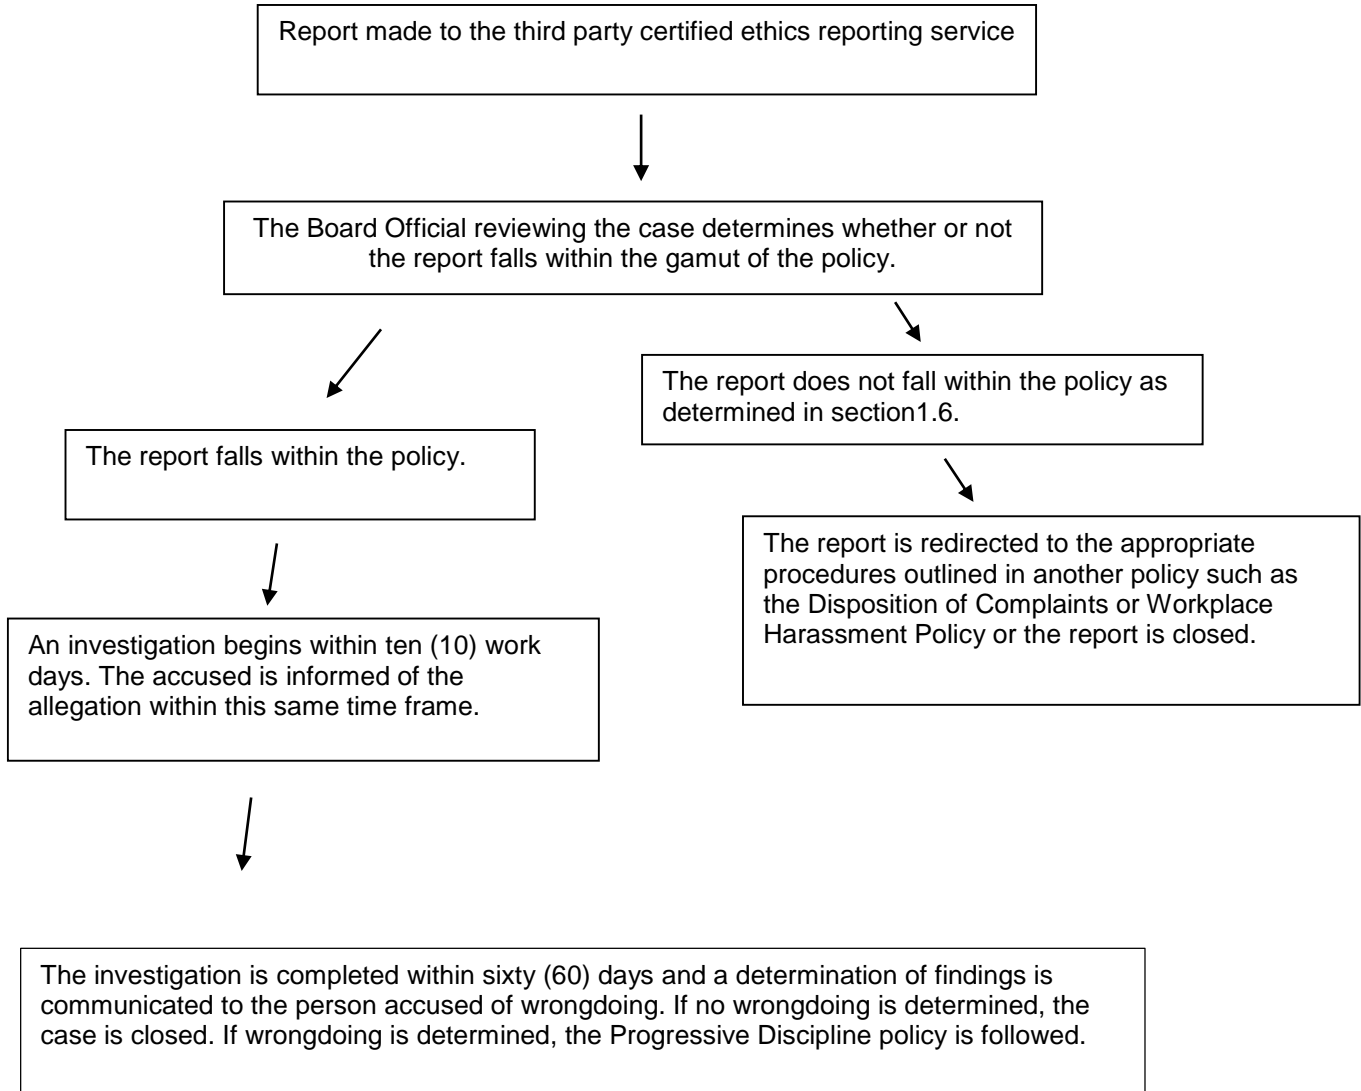 Report made to the third party certified ethics reporting service
The Board Official reviewing the case determines whether or not
the report falls within the gamut of the policy.
The report does not fall within the policy as
determined in section1.6.
The report falls within the policy.
The report is redirected to the appropriate
procedures outlined in another policy such as
the Disposition of Complaints or Workplace
Harassment Policy or the report is closed.
An investigation begins within ten (10) work
days. The accused is informed of the
allegation within this same time frame.
The investigation is completed within sixty (60) days and a determination of findings is
communicated to the person accused of wrongdoing. If no wrongdoing is determined, the
case is closed. If wrongdoing is determined, the Progressive Discipline policy is followed.